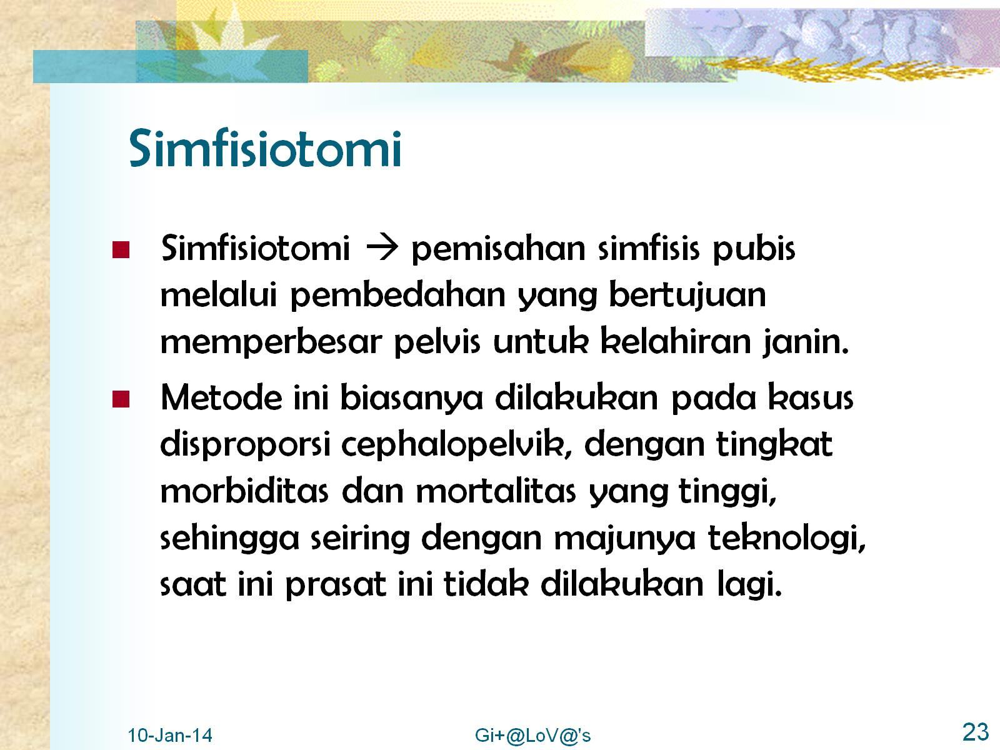 Simfisiotomi
Simfisiotomi → pemisahan simfisis pubis
melalui pembedahan yang bertujuan
memperbesar pelvis untuk kelahiran janin.
Metode ini biasanya dilakukan pada kasus
disproporsi cephalopelvik, dengan tingkat
morbiditas dan mortalitas yang tinggi,
sehingga seiring dengan majunya teknologi,
saat ini prasat ini tidak dilakukan lagi.
10-Jan-14
Gi+@LoV@'s
23